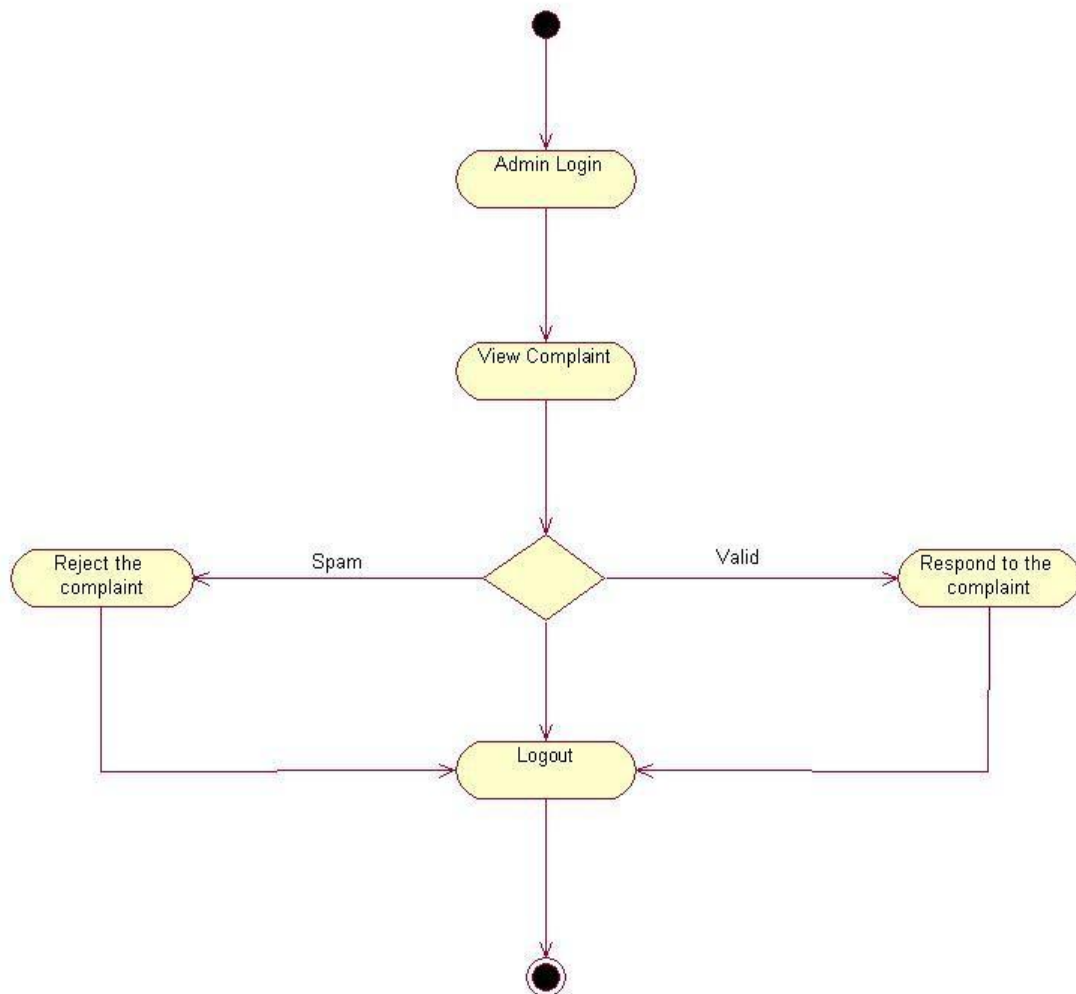 Admin Login
View Complaint
Spam
Valid
Reject the
complaint
Respond to the
complaint
Logout